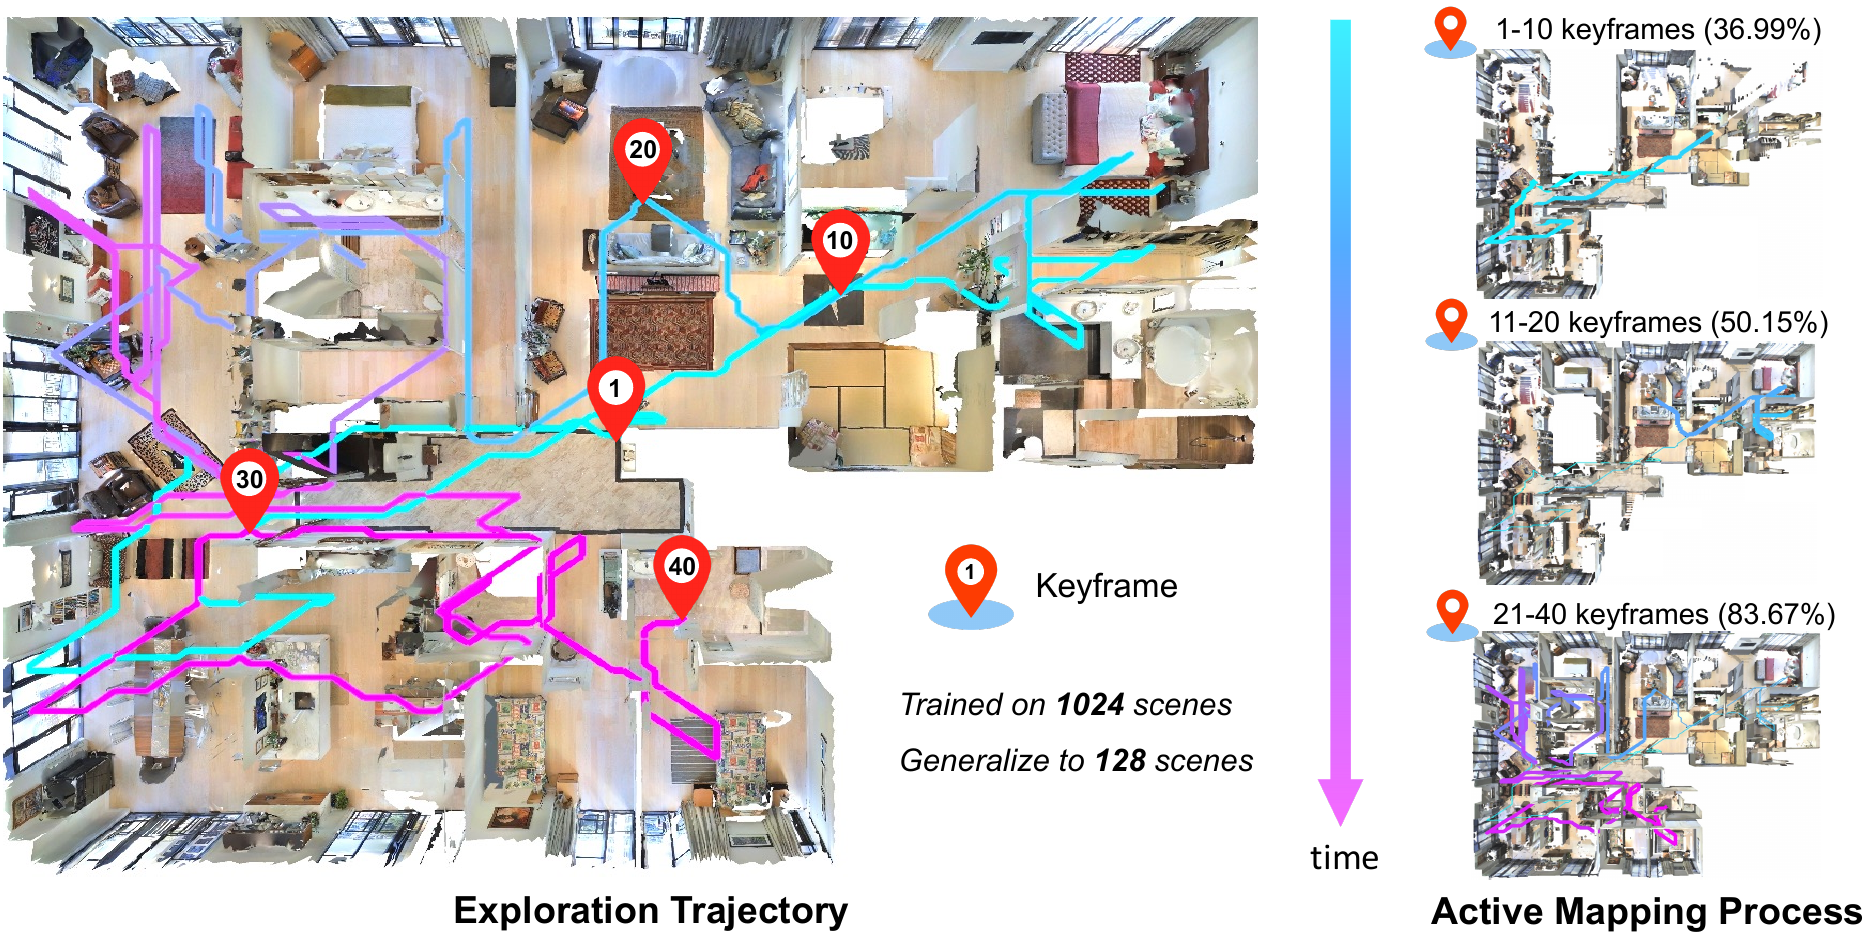 20
10
1
30
40
1
Keyframe
Trained on 1024 scenes
Generalize to 128 scenes
Exploration Trajectory
time
1-10 keyframes (36.99%)
11-20 keyframes (50.15%)
21-40 keyframes (83.67%)
Active Mapping Process